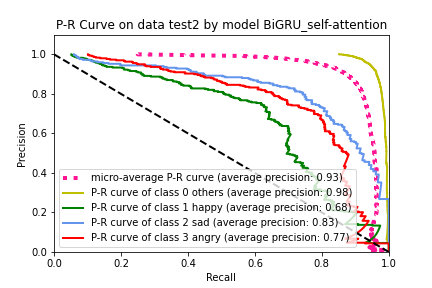 P-R Curve on data test2 by model BiGRU_self-attention
Precision
1.0
0.8
0.6
0.4
0.2
0.0
micro-average P-R curve (average precision: 0.93)
P-R curve of class 0 others (average precision: 0.98)
P-R curve of class 1 happy (average precision: 0.68)
P-R curve of class 2 sad (average precision: 0.83)
P-R curve of class 3 angry (average precision: 0.77)
0.0 0.2 0.4 0.6 0.8 1.0
Recall